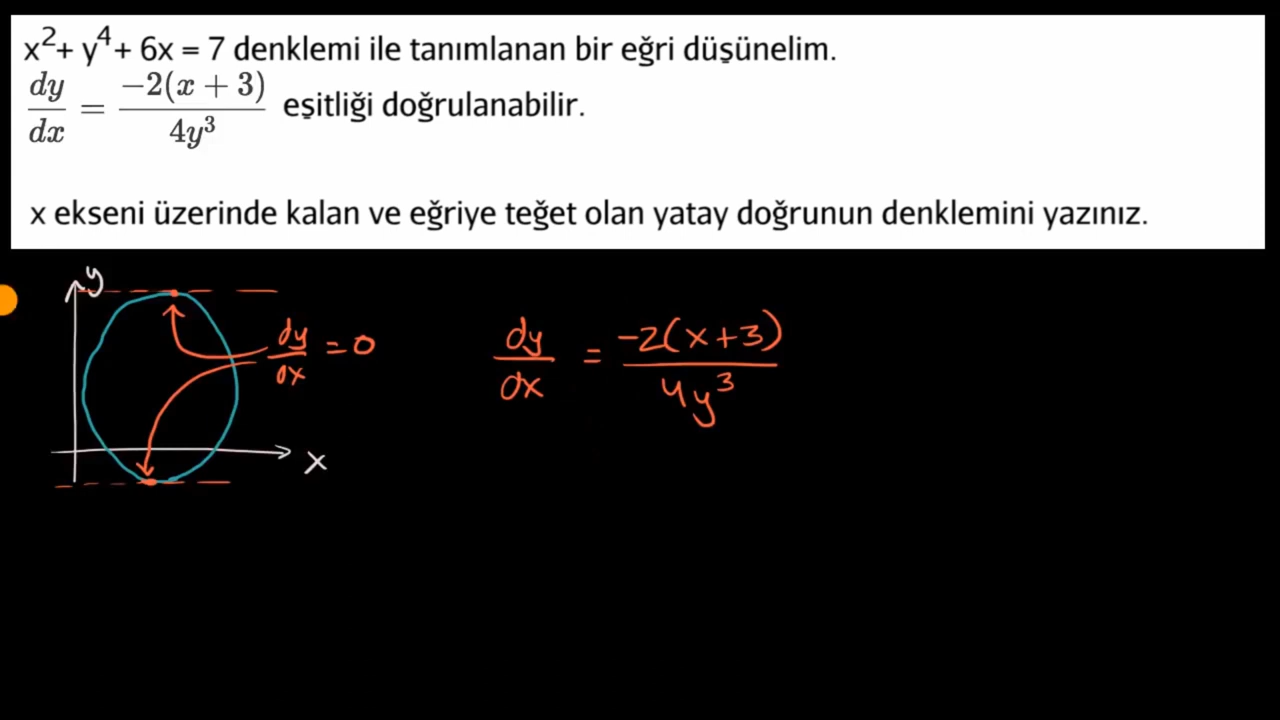 x²+ y⁴+ 6x = 7 denklemi ile tanımlanan bir eğri düşünelim.
dy/dx = −2(x + 3)/4y³ eşitliği doğrulanabilir.
x ekseni üzerinde kalan ve eğriye teğet olan yatay doğrunun denklemini yazınız.
y
dy/dx = 0
x
dy/dx = −2(x+3)/4y³